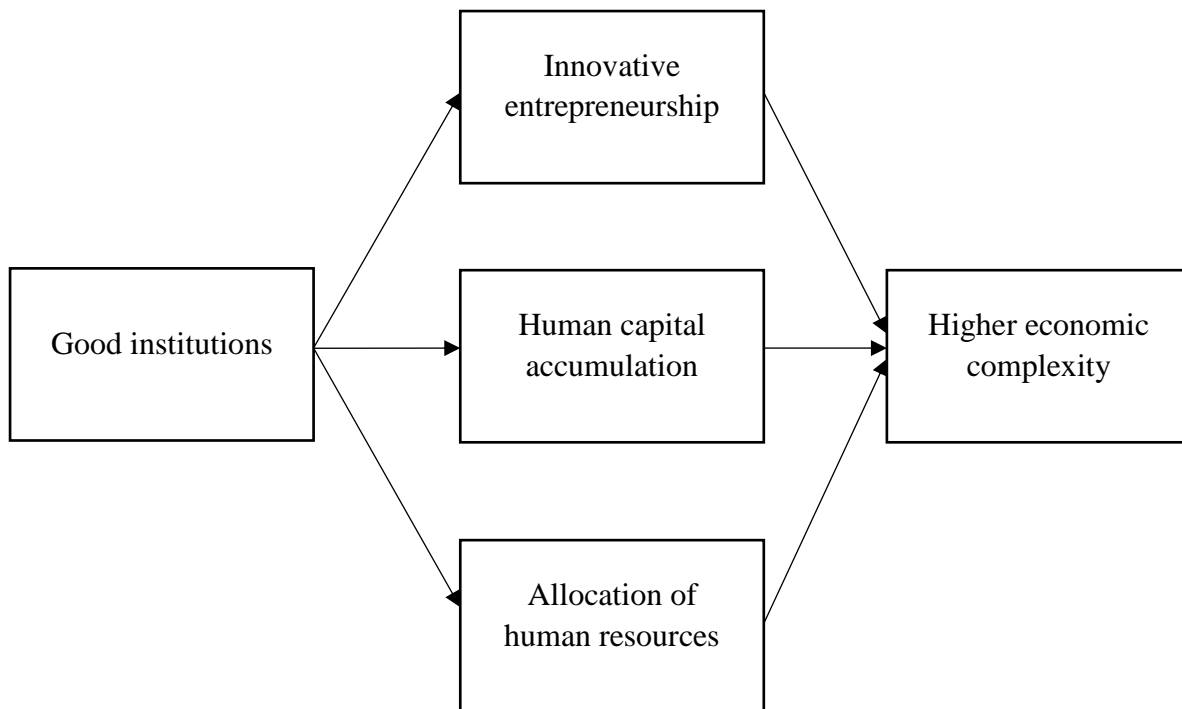 Innovative
entrepreneurship
Good institutions
Human capital
accumulation
Higher economic
complexity
Allocation of
human resources